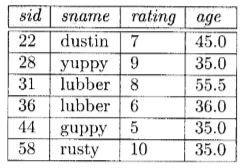 sid sname rating age
22 dustin 7 45.0
28 yuppy 9 35.0
31 lubber 8 55.5
36 lubber 6 36.0
44 guppy 5 35.0
58 rusty 10 35.0